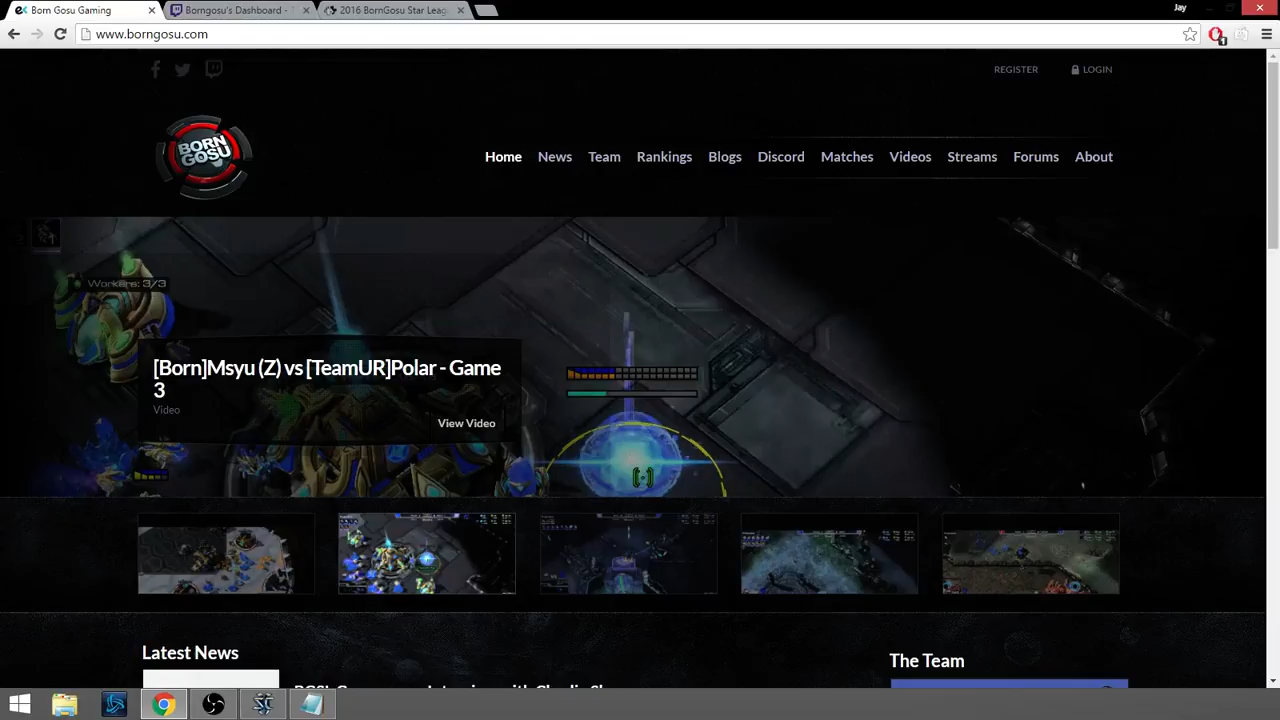 Born Gosu Gaming
Borngosu's Dashboard - T
2016 BornGosu Star Leag
Jay
www.borngosu.com
1
REGISTER
LOGIN
BORN
GOSU
Home
News
Team
Rankings
Blogs
Discord
Matches
Videos
Streams
Forums
About
Workers: 3/3
[Born]Msyu (Z) vs [TeamUR]Polar - Game
3
Video
View Video
Latest News
The Team